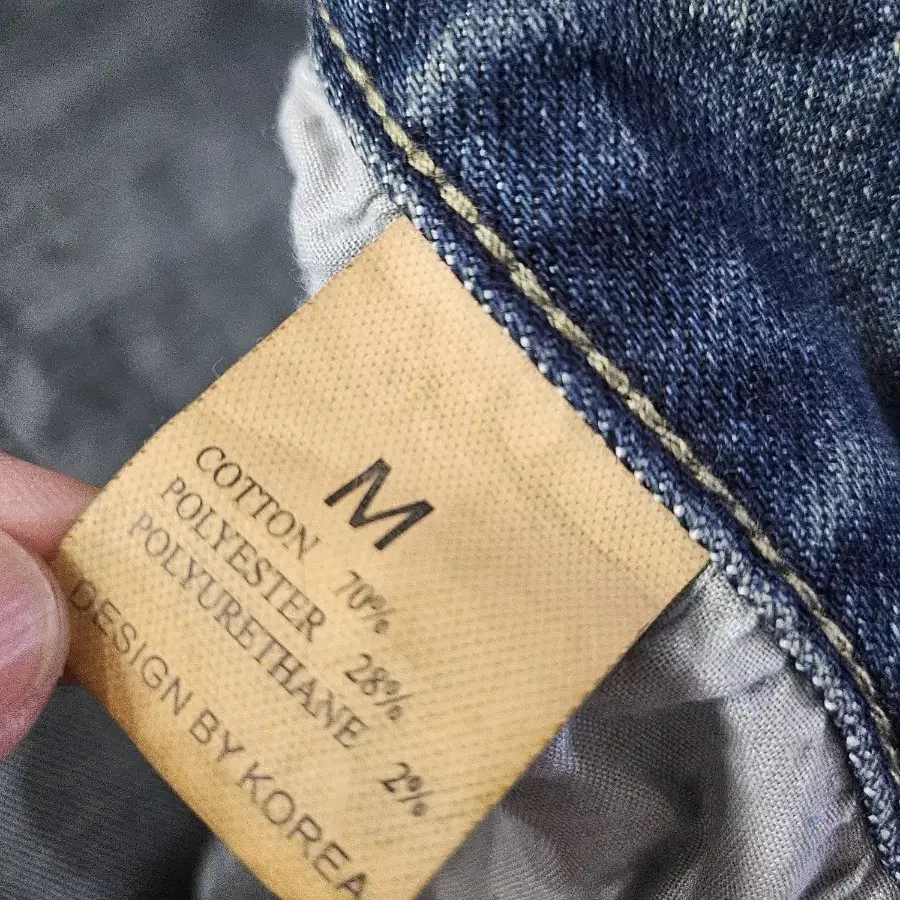 M
COTTON 70%
POLYESTER 28%
POLYURETHANE 2%
DESIGN BY KOREA